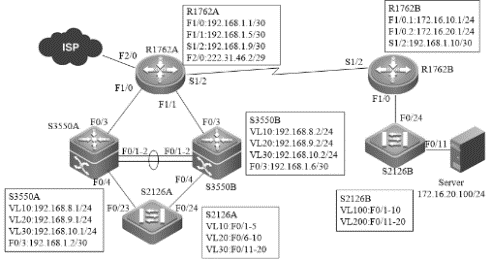 R1762A
F1/0:192.168.1.1/30
F1/1:192.168.1.5/30
S1/2:192.168.1.9/30
F2/0:222.31.46.2/29
R1762B
F1/0.1:172.16.10.1/24
F1/0.2:172.16.20.1/24
S1/2:192.168.1.10/30
ISP
F2/0
R1762A
S1/2
S1/2
R1762B
F1/0
F1/1
F1/0
S3550A
F0/3
F0/3
S3550B
VL10:192.168.8.2/24
VL20:192.168.9.2/24
VL30:192.168.10.2/24
F0/3:192.168.1.6/30
F0/24
F0/1-2
F0/1-2
F0/11
S2126B
Server
172.16.20.100/24
F0/4
F0/4
S3550B
S3550A
VL10:192.168.8.1/24
VL20:192.168.9.1/24
VL30:192.168.10.1/24
F0/3:192.168.1.2/30
F0/23
F0/24
S2126A
S2126A
VL10:F0/1-5
VL20:F0/6-10
VL30:F0/11-20
S2126B
VL100:F0/1-10
VL200:F0/11-20